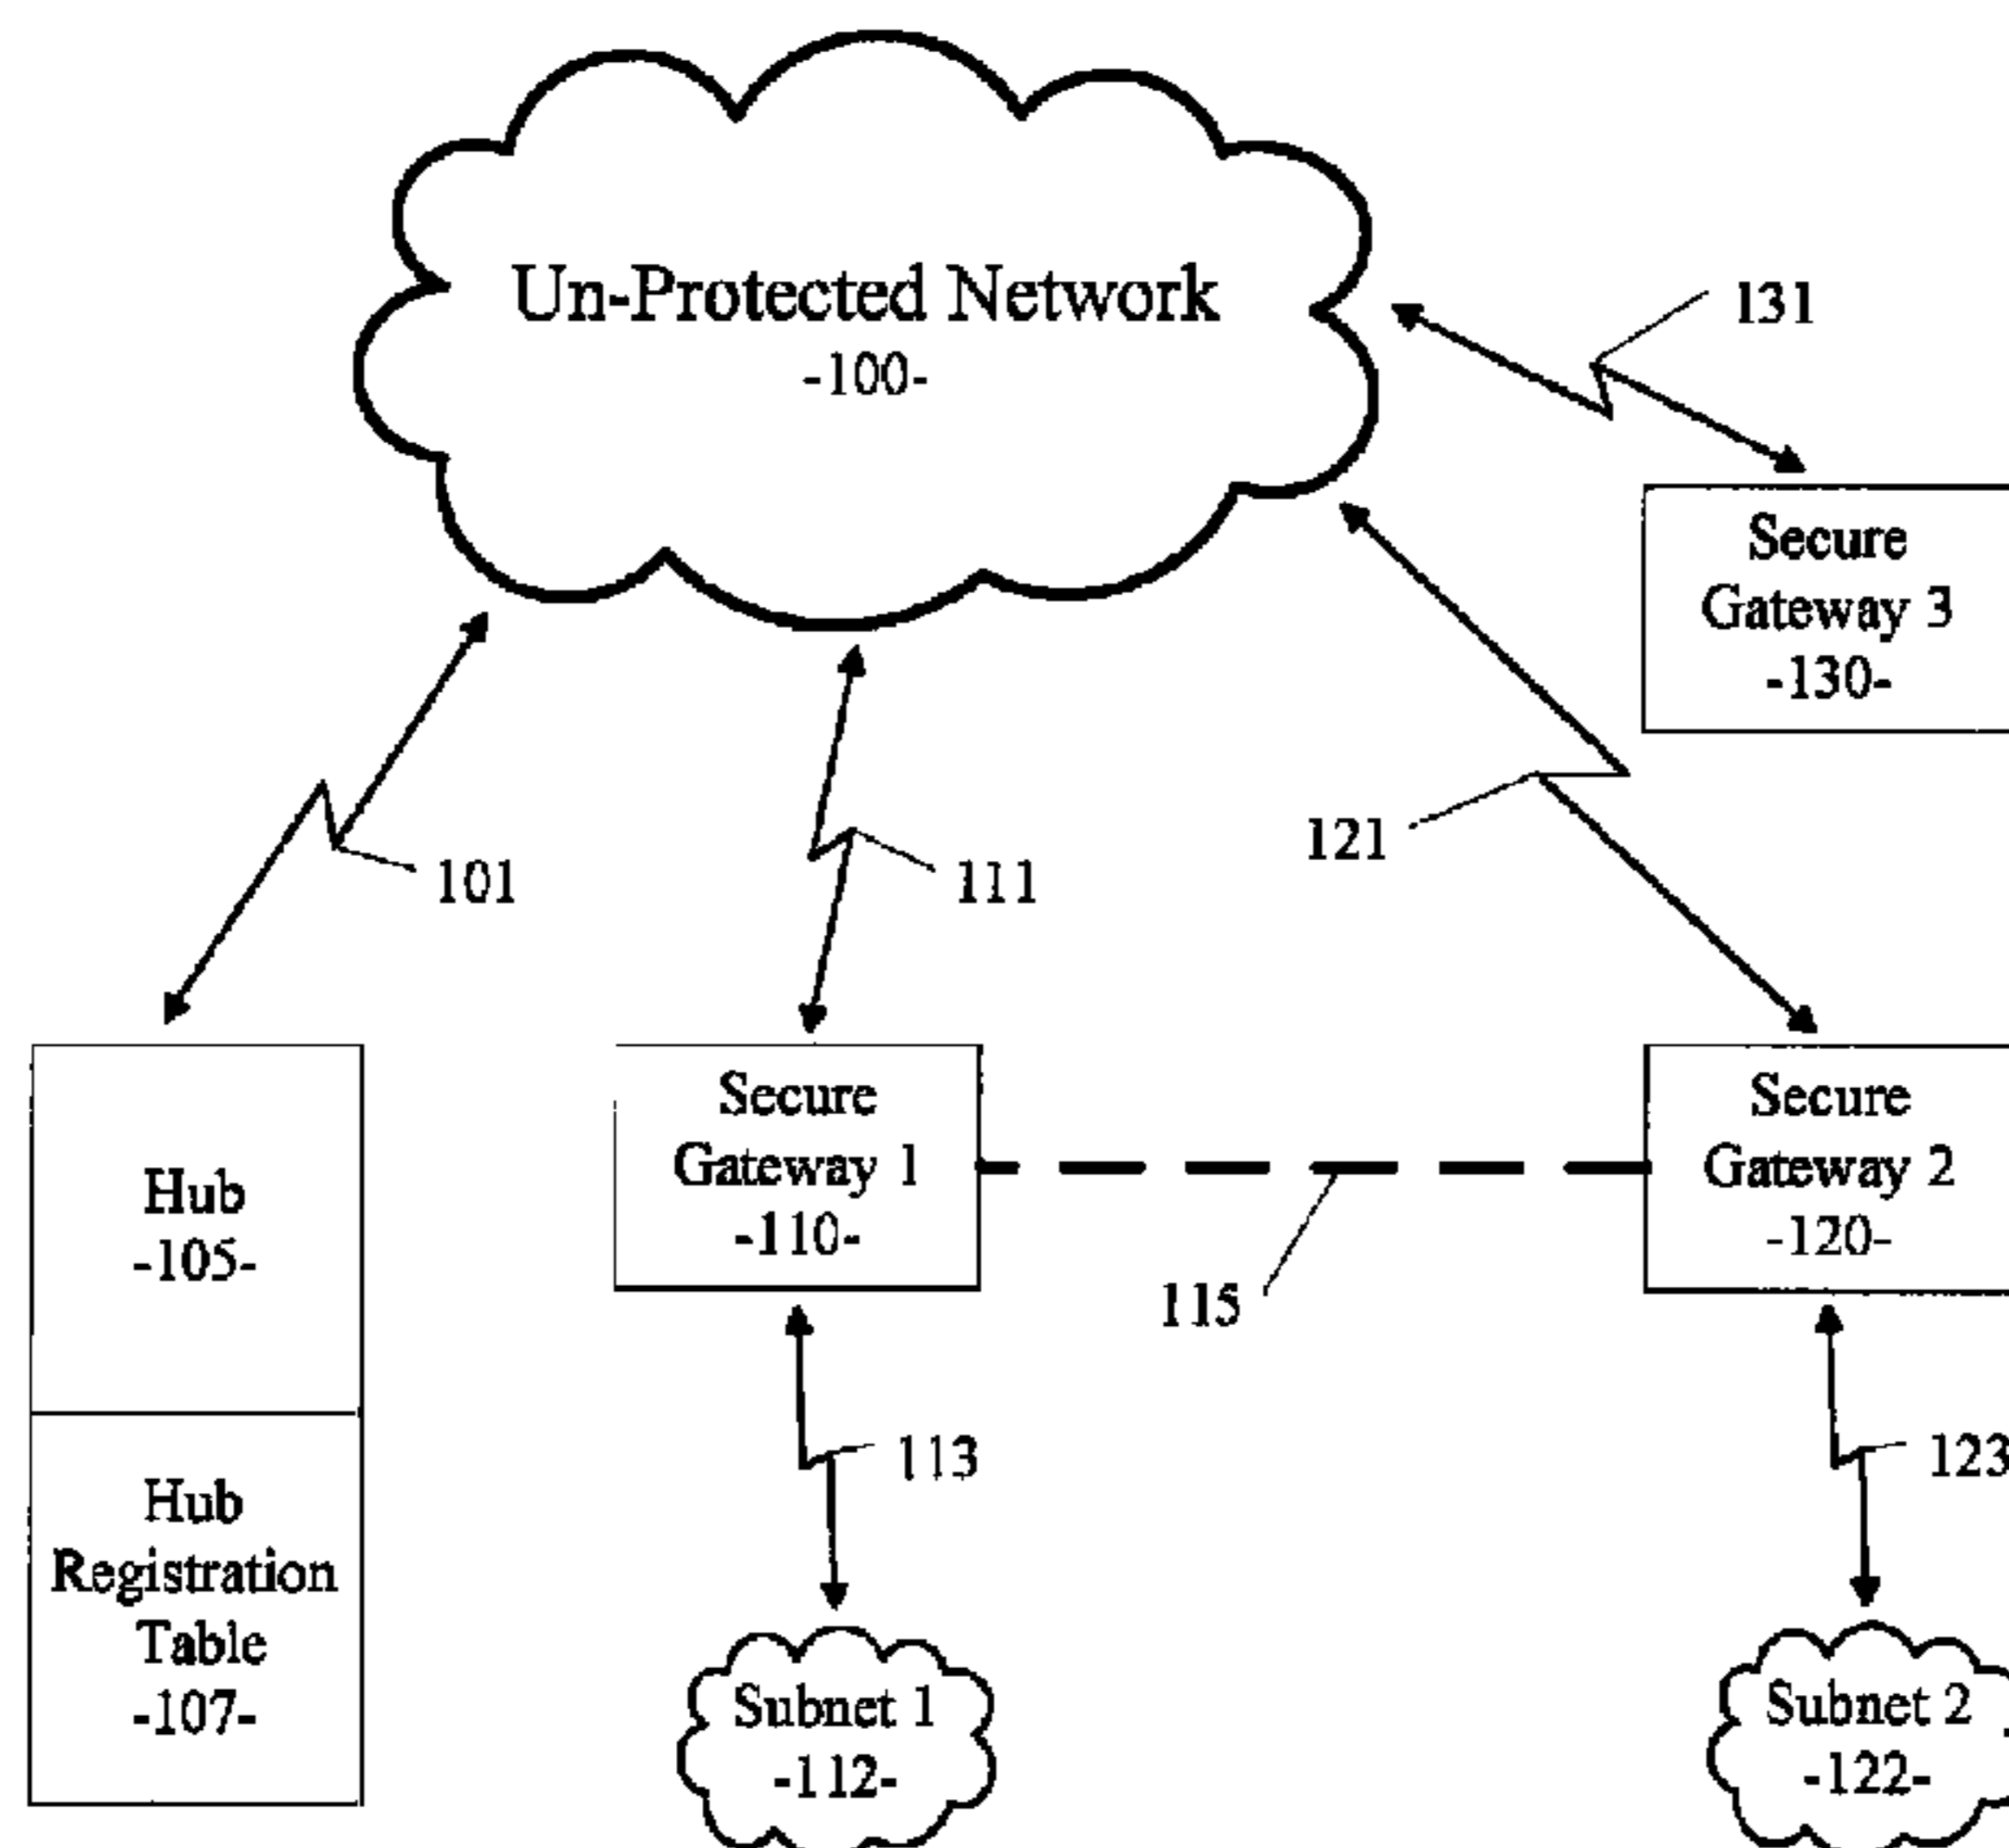 Un-Protected Network
-100-
131
Secure
Gateway 3
-130-
121
101
111
Secure
Gateway 1
-110-
Secure
Gateway 2
-120-
Hub
-105-
115
113
123
Hub
Registration
Table
-107-
Subnet 1
-112-
Subnet 2
-122-